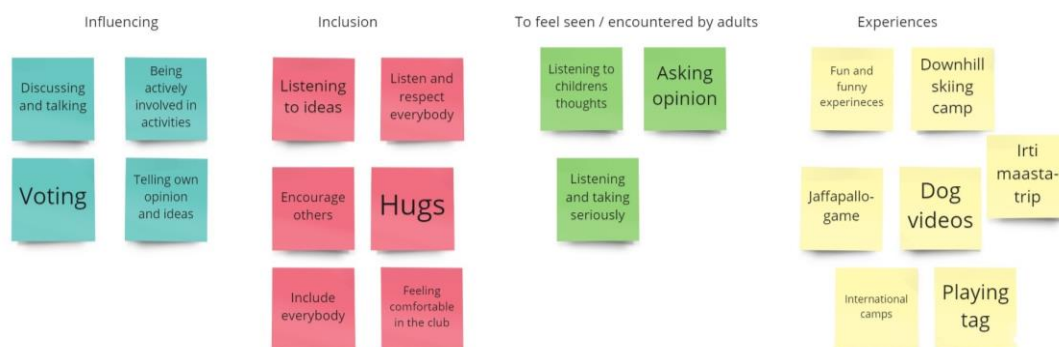 Influencing
Discussing
and talking
Being
actively
involved in
activities
Voting
Telling own
opinion
and ideas
Inclusion
Listening
to ideas
Listen and
respect
everybody
Encourage
others
Hugs
Include
everybody
Feeling
comfortable
in the club
To feel seen / encountered by adults
Listening to
childrens
thoughts
Asking
opinion
Listening
and taking
seriously
Experiences
Fun and
funny
experineces
Downhill
skiing
camp
Irti
maasta-
trip
Jaffapallo-
game
Dog
videos
International
camps
Playing
tag